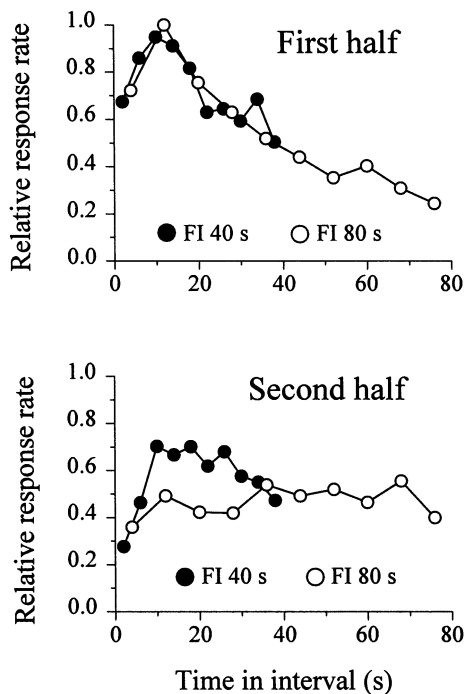 First half
Relative response rate
1.0
0.8
0.6
0.4
0.2
0.0
FI 40 s FI 80 s
0 20 40 60 80
Second half
Relative response rate
1.0
0.8
0.6
0.4
0.2
0.0
FI 40 s FI 80 s
0 20 40 60 80
Time in interval (s)